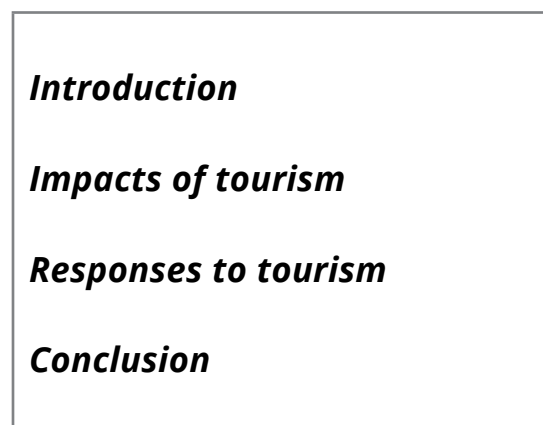 Introduction
Impacts of tourism
Responses to tourism
Conclusion